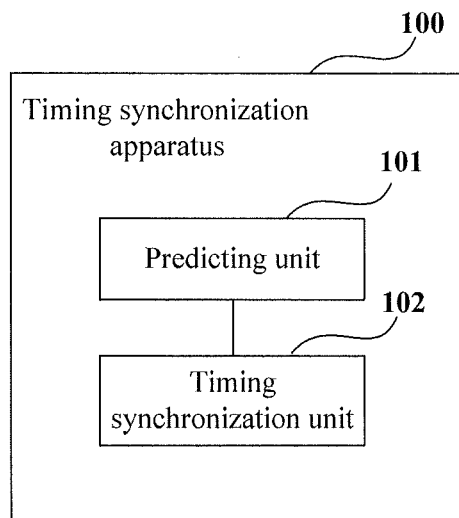 100
Timing synchronization
apparatus
101
Predicting unit
102
Timing
synchronization unit